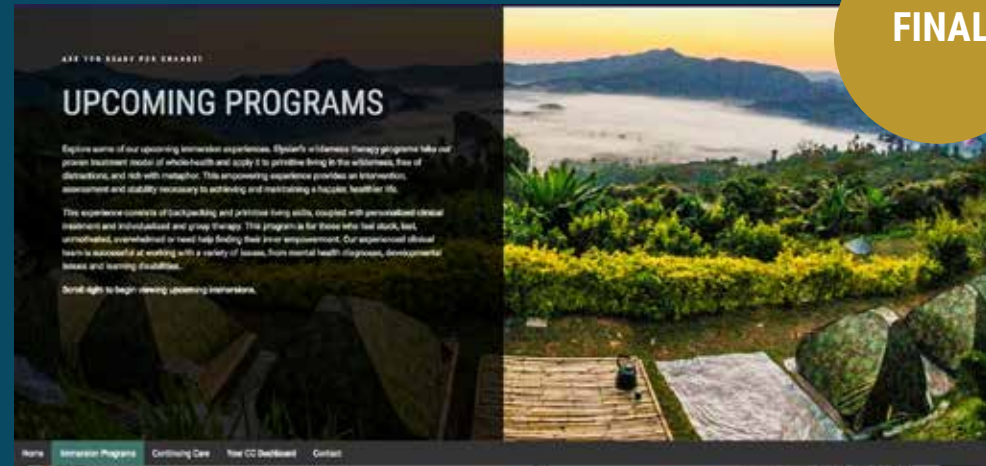 FINAL
ARE YOU READY FOR CHANGE?
UPCOMING PROGRAMS
Explore some of our upcoming immersion experiences. Elysian's wilderness therapy programs take our
proven treatment model of whole-health and apply it to primitive living in the wilderness, free of
distractions, and rich with metaphor. This empowering experience provides an intervention,
assessment and stability necessary to achieving and maintaining a happier, healthier life.
This experience consists of backpacking and primitive living skills, coupled with personalized clinical
treatment and individualized and group therapy. This program is for those who feel stuck, lost,
unmotivated, overwhelmed or need help finding their inner empowerment. Our experienced clinical
team is successful at working with a variety of issues, from mental health diagnoses, developmental
issues and learning disabilities.
Scroll right to begin viewing upcoming immersions.
Home Immersion Programs Continuing Care Your CC Dashboard Contact